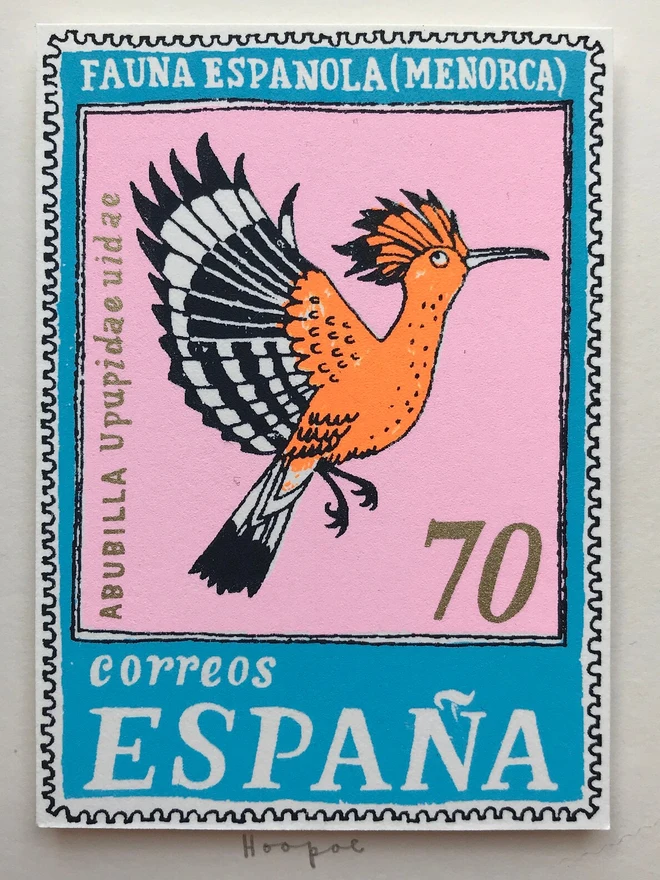 FAUNA ESPANOLA (MENORCA)
ABUBILLA Upupidae uidae
70
correos
ESPAÑA
Hoopoe